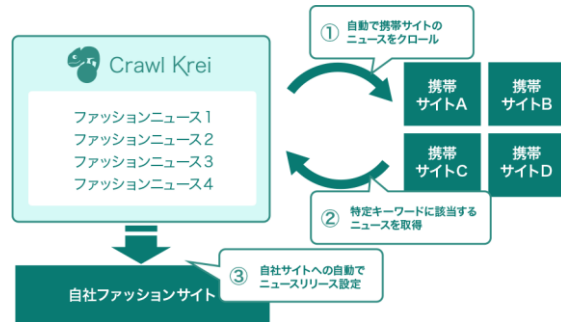 ① 自動で携帯サイトの
ニュースをクロール
Crawl Krei
ファッションニュース1
ファッションニュース2
ファッションニュース3
ファッションニュース4
携帯
サイトA
携帯
サイトB
携帯
サイトC
携帯
サイトD
② 特定キーワードに該当する
ニュースを取得
③ 自社サイトへの自動で
ニュースリリース設定
自社ファッションサイト